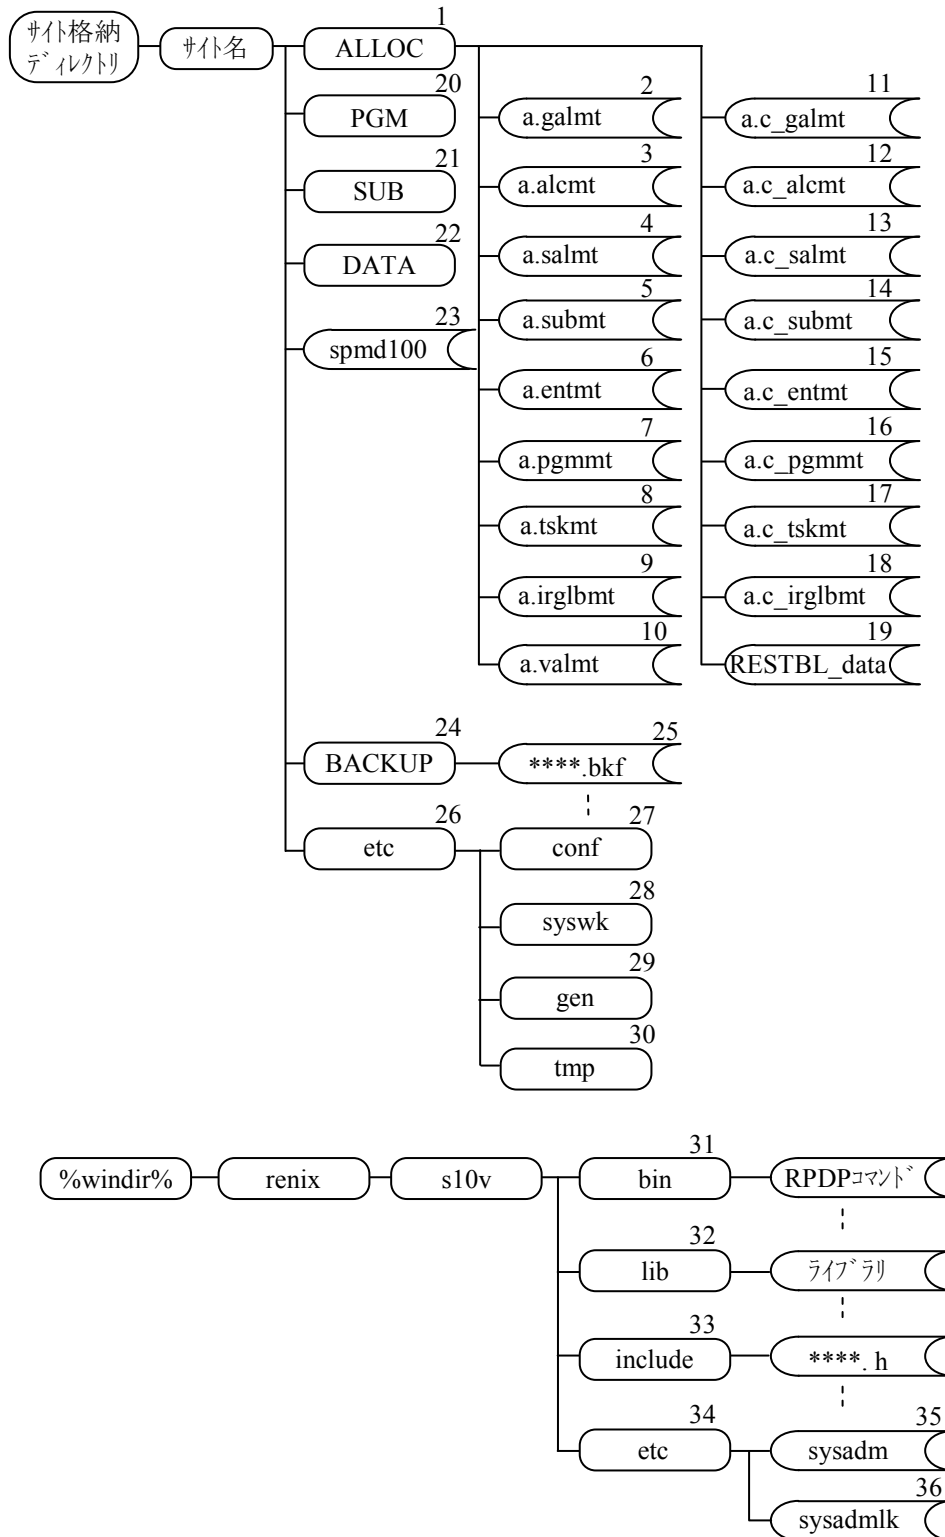 サイト格納
ディレクトリ
サイト名
1
ALLOC
20
PGM
21
SUB
22
DATA
23
spmd100
2
a.galmt
3
a.alcmt
4
a.salmt
5
a.submt
6
a.entmt
7
a.pgmmt
8
a.tskmt
9
a.irglbmt
10
a.valmt
11
a.c_galmt
12
a.c_alcmt
13
a.c_salmt
14
a.c_submt
15
a.c_entmt
16
a.c_pgmmt
17
a.c_tskmt
18
a.c_irglbmt
19
RESTBL_data
24
BACKUP
25
****.bkf
26
etc
27
conf
28
syswk
29
gen
30
tmp
%windir%
renix
s10v
31
bin
RPDPコマンド
32
lib
ライブラリ
33
include
****. h
34
etc
35
sysadm
36
sysadmlk